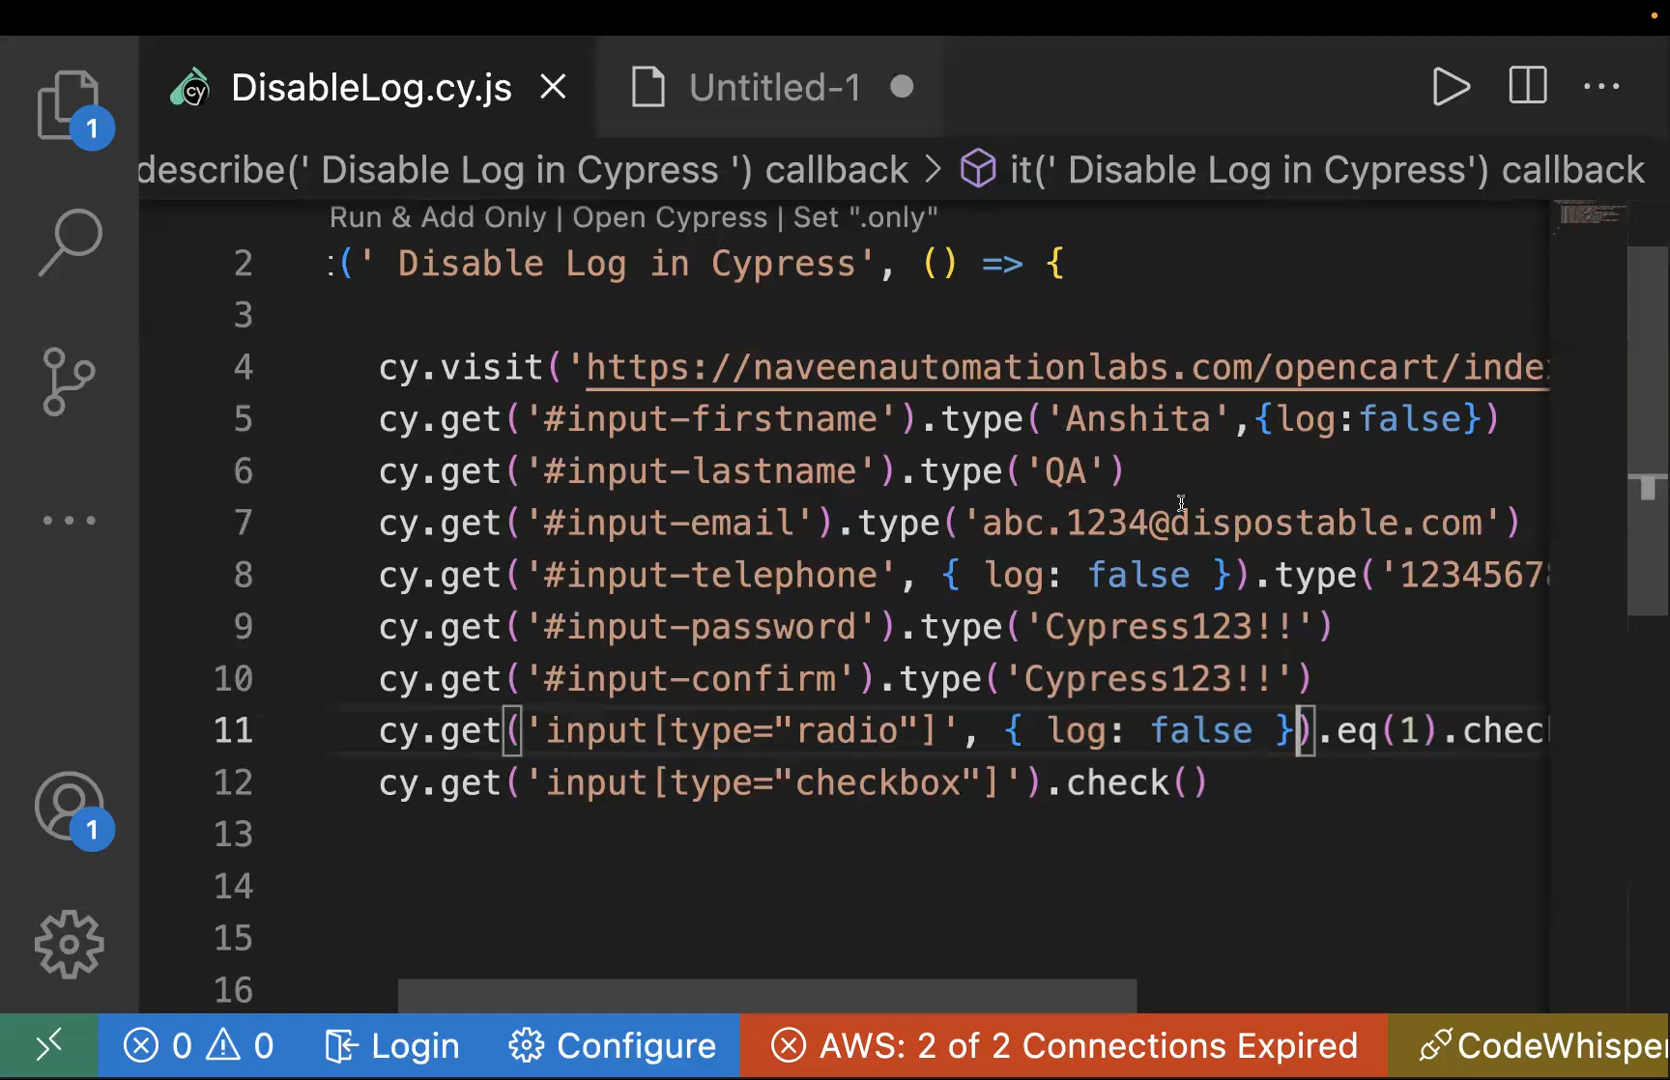 DisableLog.cy.js
Untitled-1
1
describe(' Disable Log in Cypress ') callback > it(' Disable Log in Cypress') callback
Run & Add Only | Open Cypress | Set ".only"
2 :(' Disable Log in Cypress', () => {
3
4 cy.visit('https://naveenautomationlabs.com/opencart/index
5 cy.get('#input-firstname').type('Anshita',{log:false})
6 cy.get('#input-lastname').type('QA')
7 cy.get('#input-email').type('abc.1234@dispostable.com')
8 cy.get('#input-telephone', { log: false }).type('12345678
9 cy.get('#input-password').type('Cypress123!!')
10 cy.get('#input-confirm').type('Cypress123!!')
11 cy.get('input[type="radio"]', { log: false }).eq(1).chec
12 cy.get('input[type="checkbox"]').check()
13
1
14
15
16
0 0 Login Configure AWS: 2 of 2 Connections Expired CodeWhisper